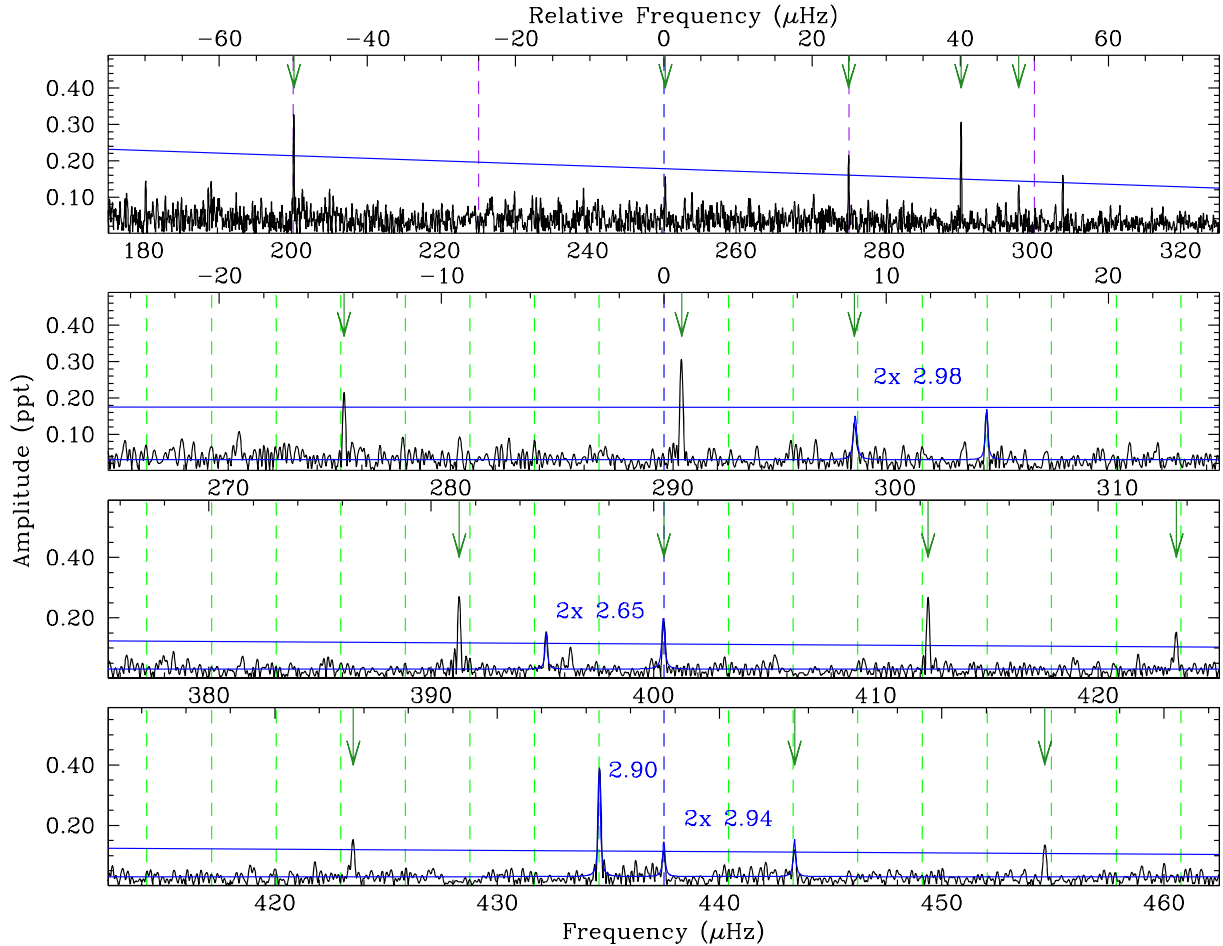 Relative Frequency (μHz)
−60 −40 −20 0 20 40 60
0.40
0.30
0.20
0.10
180 200 220 240 260 280 300 320
−20 −10 0 10 20
0.40
0.30
0.20
0.10
2x 2.98
270 280 290 300 310
Amplitude (ppt)
0.40
0.20
2x 2.65
380 390 400 410 420
0.40
0.20
2.90
2x 2.94
420 430 440 450 460
Frequency (μHz)